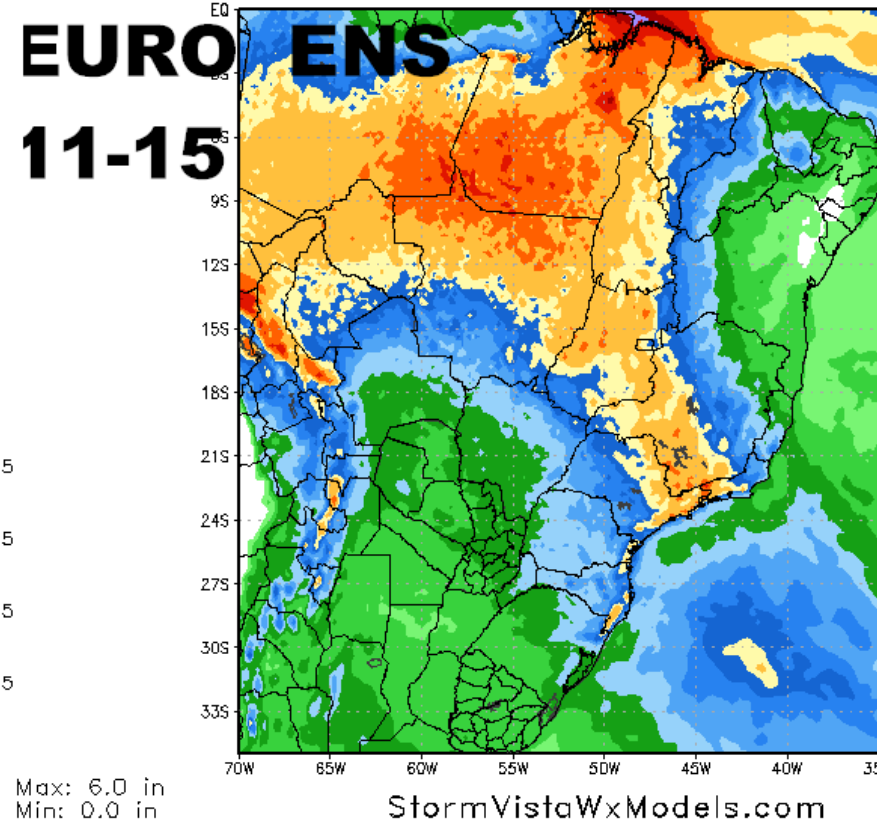 EURO ENS
11-15
EQ
9S
12S
15S
18S
21S
24S
27S
30S
33S
5
5
5
5
70W 65W 60W 55W 50W 45W 40W
Max: 6.0 in
Min: 0.0 in
StormVistaWxModels.com